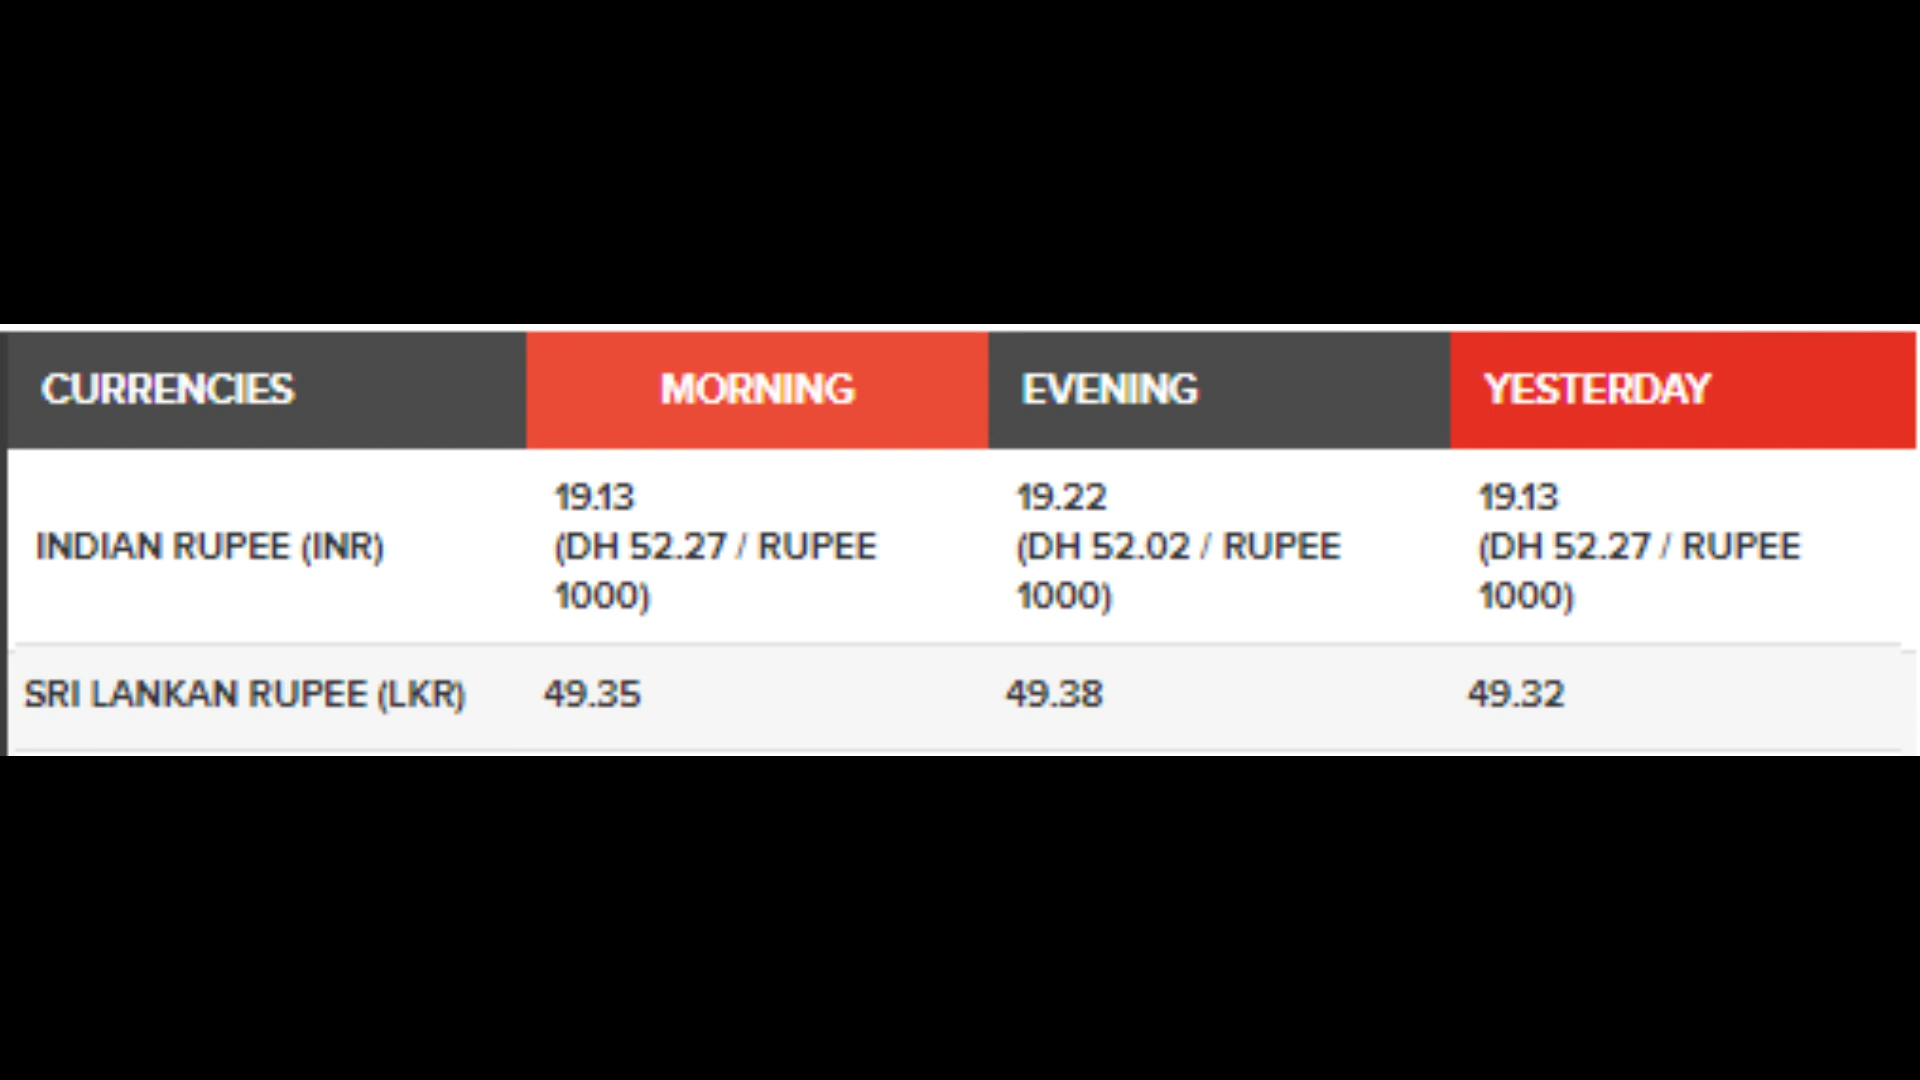 CURRENCIES MORNING EVENING YESTERDAY
19.13 19.22 19.13
INDIAN RUPEE (INR) (DH 52.27 / RUPEE (DH 52.02 / RUPEE (DH 52.27 / RUPEE
1000) 1000) 1000)
SRI LANKAN RUPEE (LKR) 49.35 49.38 49.32